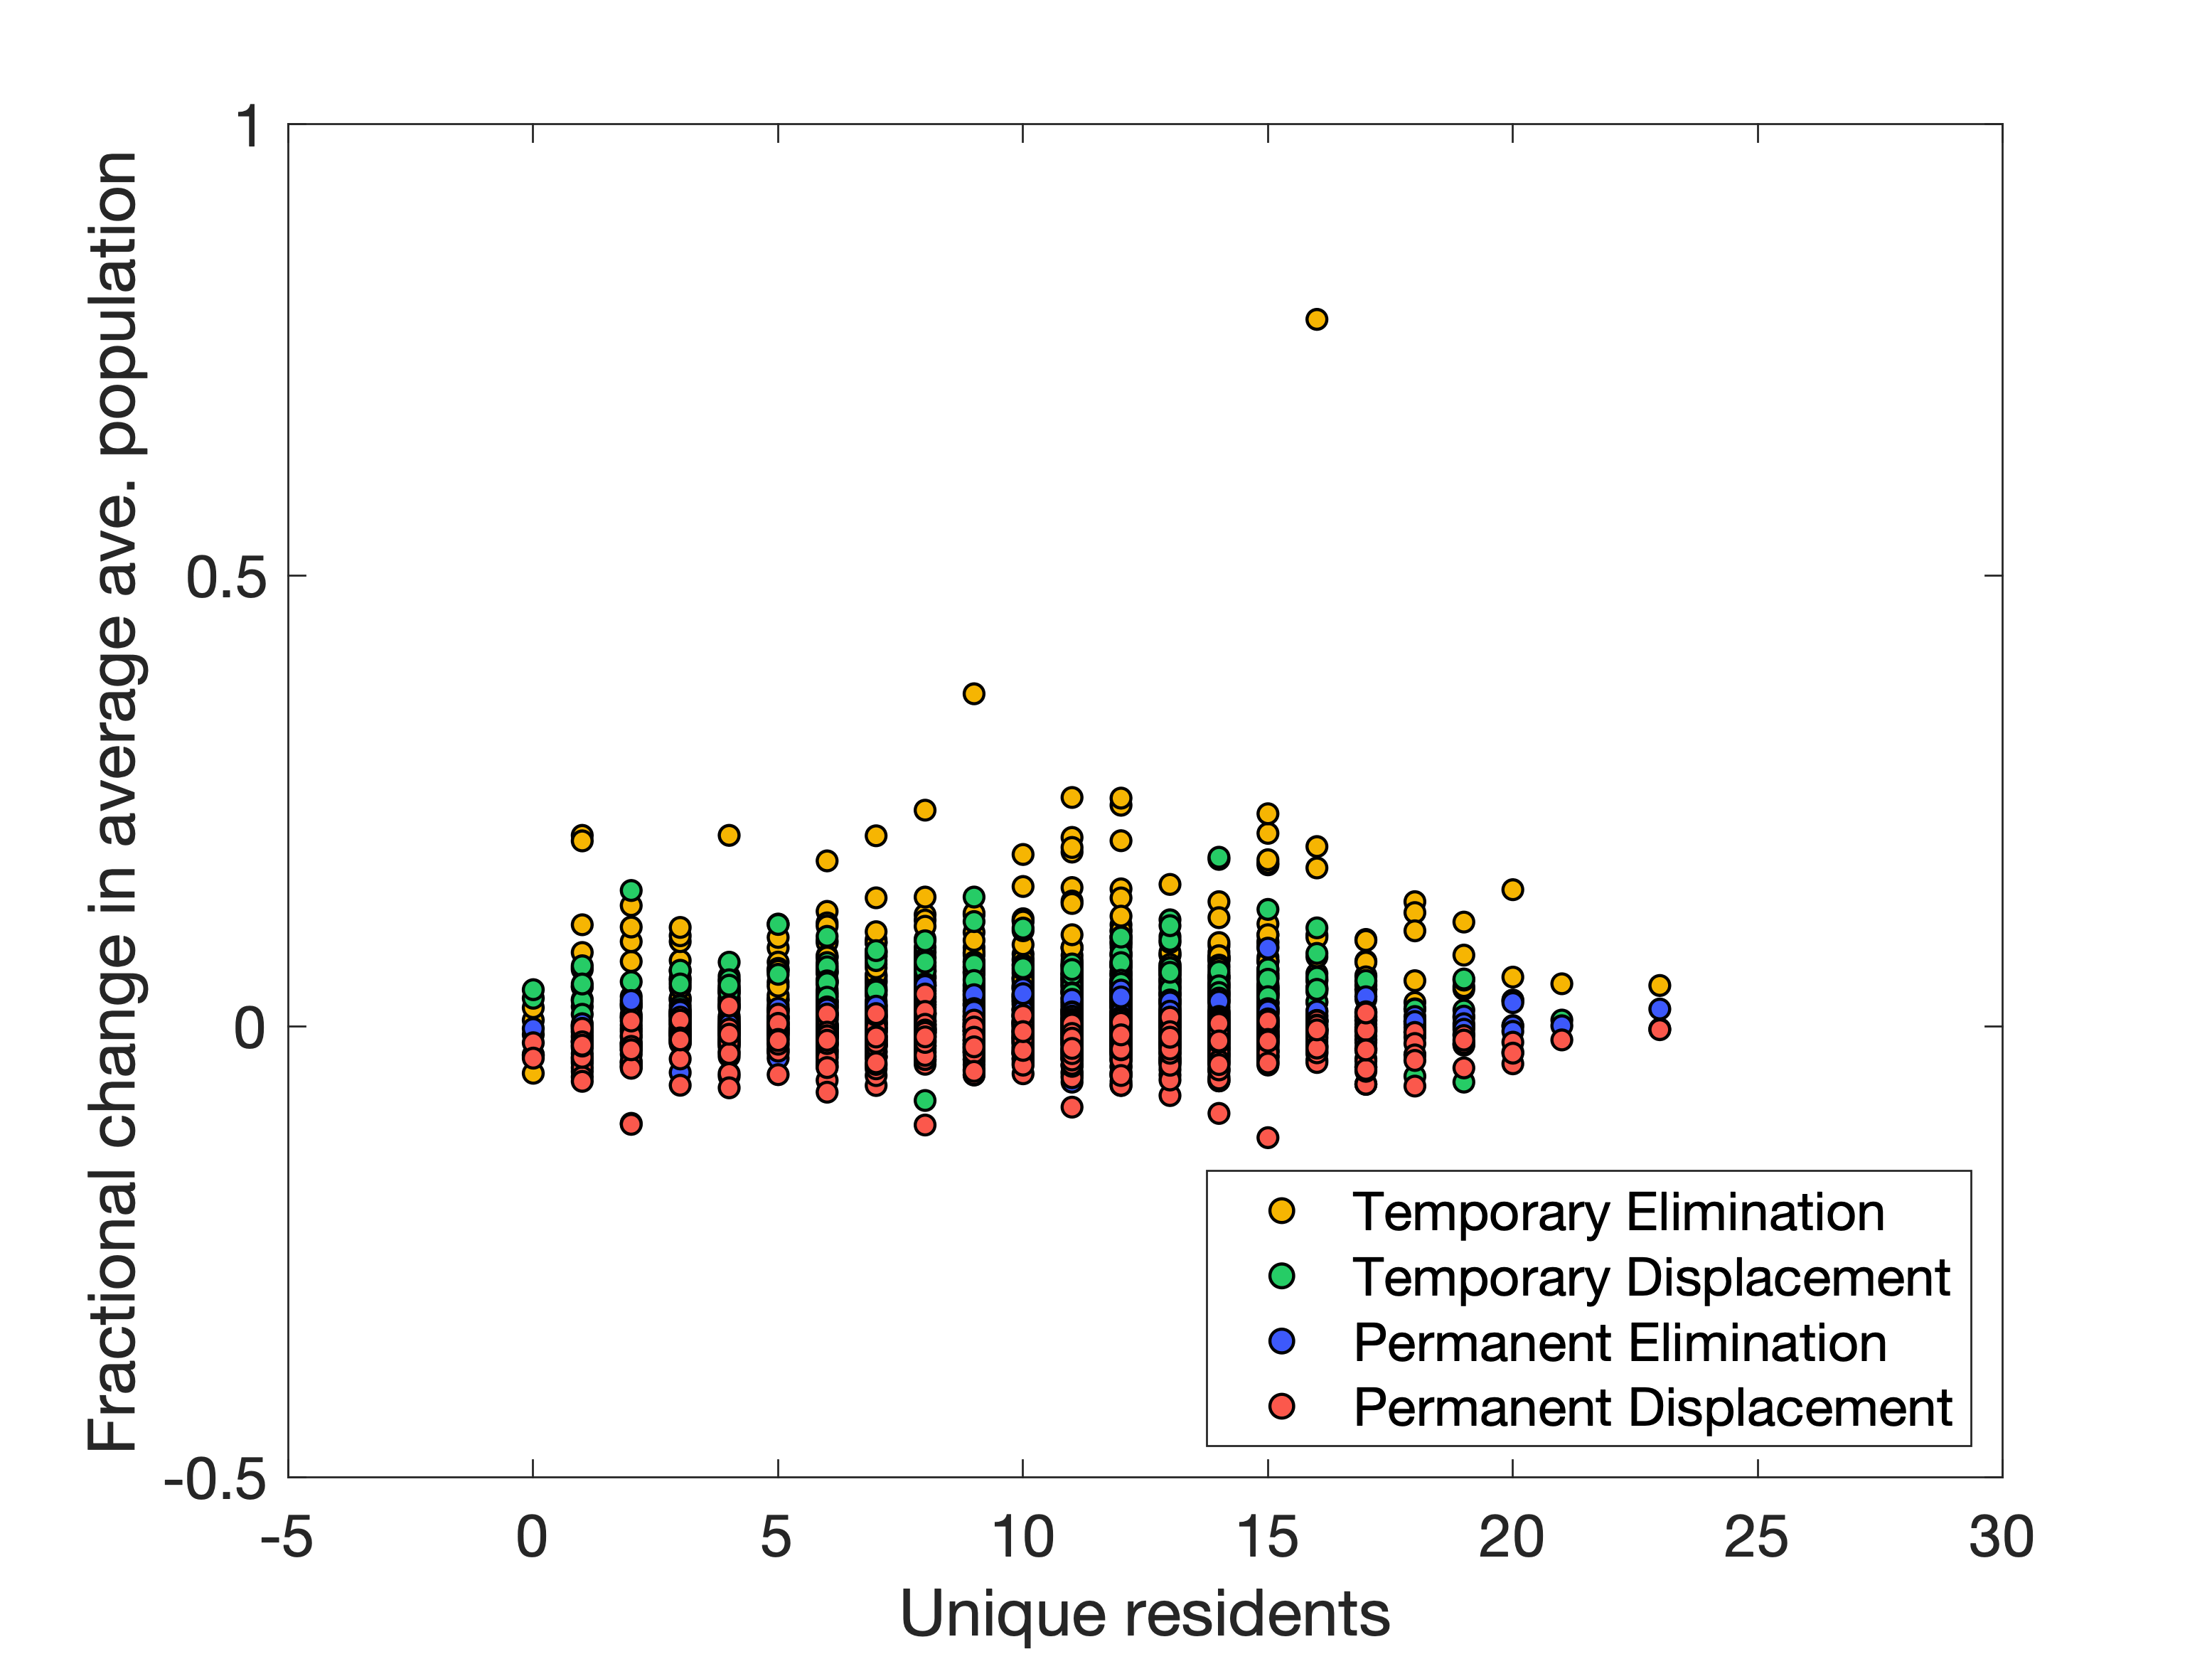 Fractional change in average ave. population
1
0.5
0
-0.5
-5
0
5
10
15
20
25
30
Unique residents
Temporary Elimination
Temporary Displacement
Permanent Elimination
Permanent Displacement